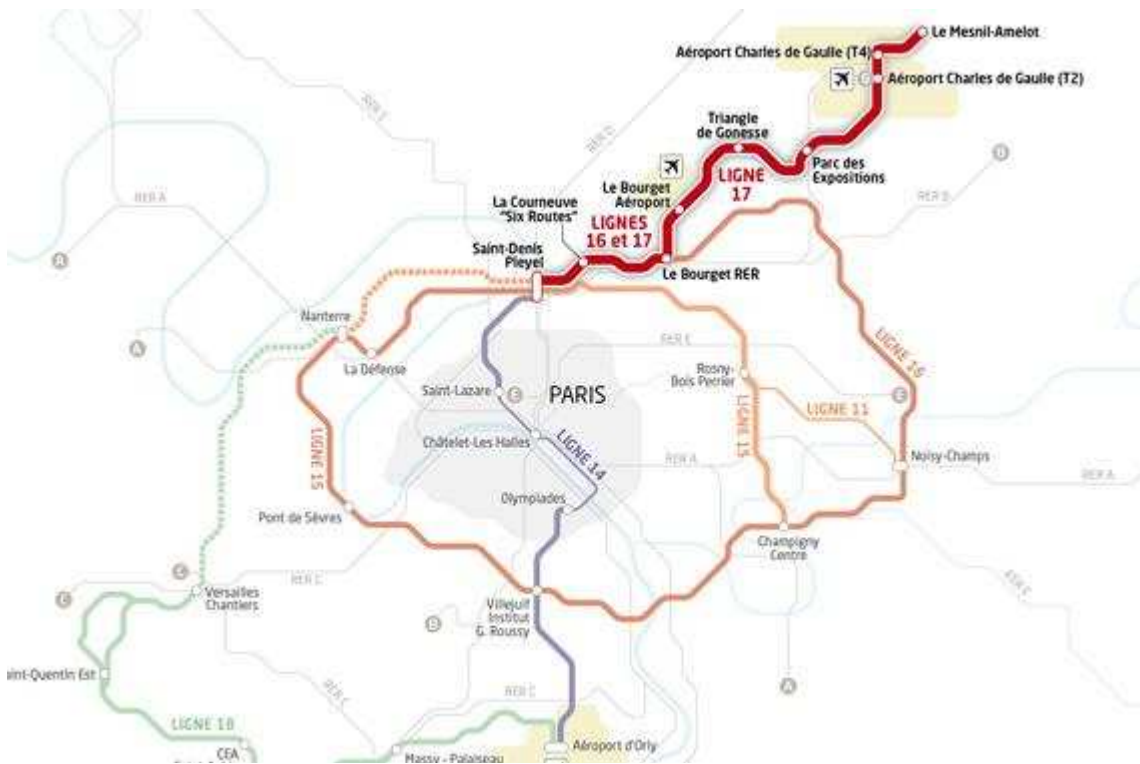 Le Mesnil-Amelot
Aéroport Charles de Gaulle (T4)
Aéroport Charles de Gaulle (T2)
Triangle
de Gonesse
RER E
RER D
Parc des
Expositions
B
LIGNE
17
Le Bourget
Aéroport
RER A
La Courneuve
"Six Routes"
LIGNES
16 et 17
RER B
Saint-Denis
Pleyel
Le Bourget RER
A
Nanterre
A
La Défense
RER E
Rosny-
Bois Perrier
LIGNE 16
Saint-Lazare
E
PARIS
E
LIGNE 11
LIGNE 15
LIGNE 15
Châtelet-Les Halles
LIGNE 14
RER A
Noisy-Champs
RER A
Olympiades
Pont de Sèvres
Champigny
Centre
C
RER C
C
Versailles
Chantiers
Villejuif
Institut
G. Roussy
B
aint-Quentin Est
RER C
RER C
A
LIGNE 18
CEA
Aéroport d'Orly
Massy - Palaiseau